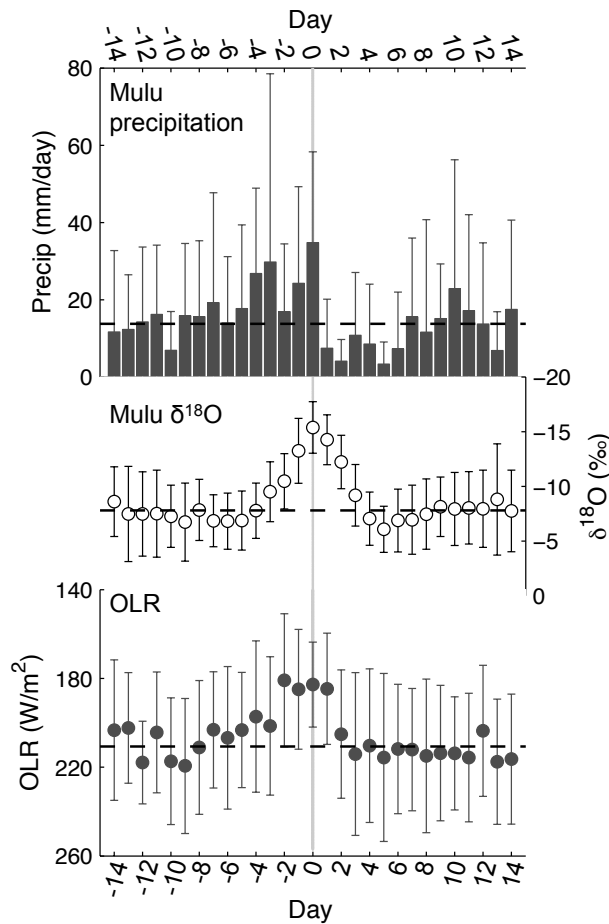 Day
-14 -12 -10 -8 -6 -4 -2 0 2 4 6 8 10 12 14
80
Mulu
precipitation
60
40
20
0
Precip (mm/day)
−20
Mulu δ¹⁸O
−15
−10
−5
0
δ¹⁸O (‰)
140
OLR
180
220
260
OLR (W/m²)
-14 -12 -10 -8 -6 -4 -2 0 2 4 6 8 10 12 14
Day